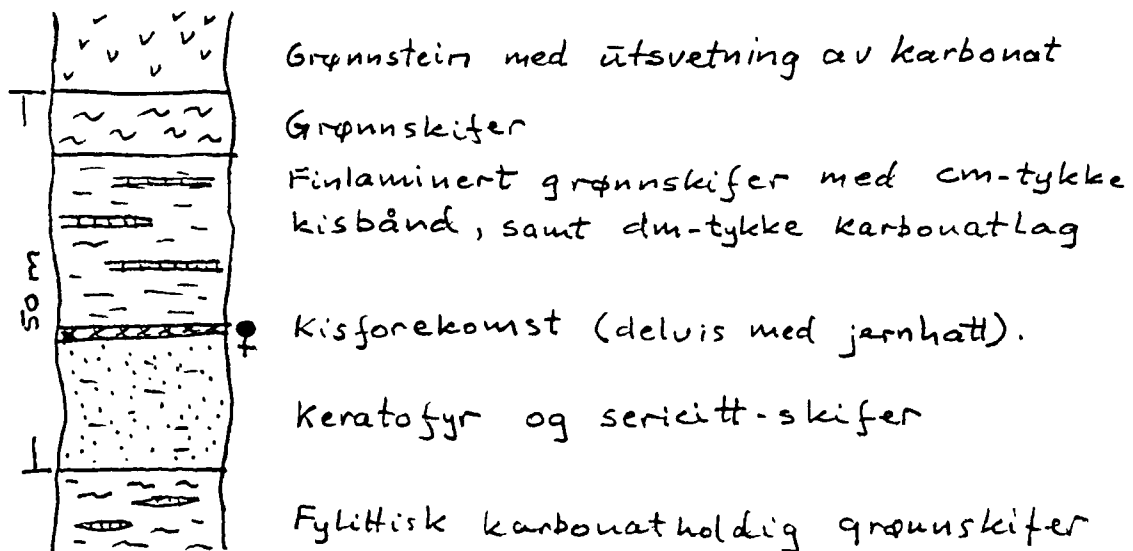 Grønnstein med utsvetning av karbonat
Grønnskifer
Finlaminert grønnskifer med cm-tykke
kisbånd, samt dm-tykke karbonatlag
50 m
Kisforekomst (delvis med jernhatt).
Keratofyr og sericitt-skifer
Fylittisk karbonatholdig grønnskifer